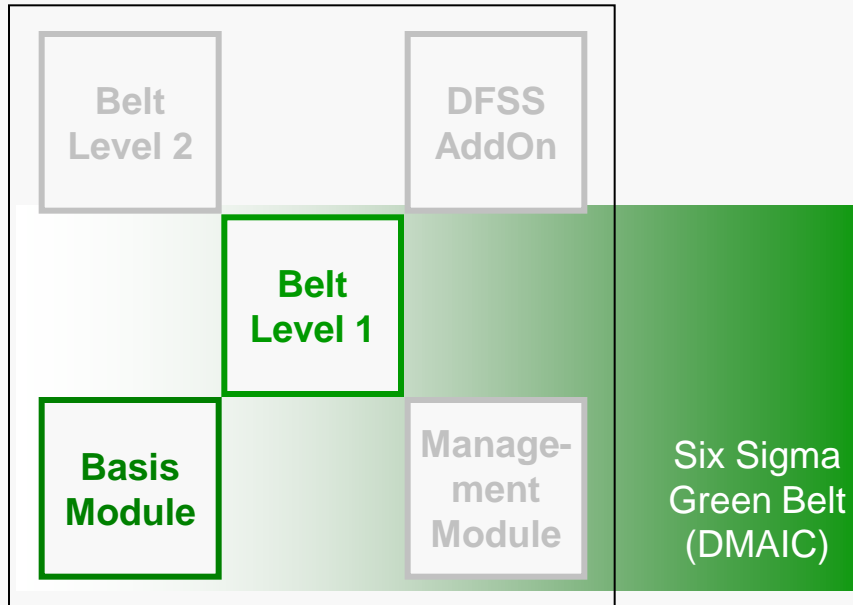 Belt
Level 2
DFSS
AddOn
Belt
Level 1
Basis
Module
Manage-
ment
Module
Six Sigma
Green Belt
(DMAIC)